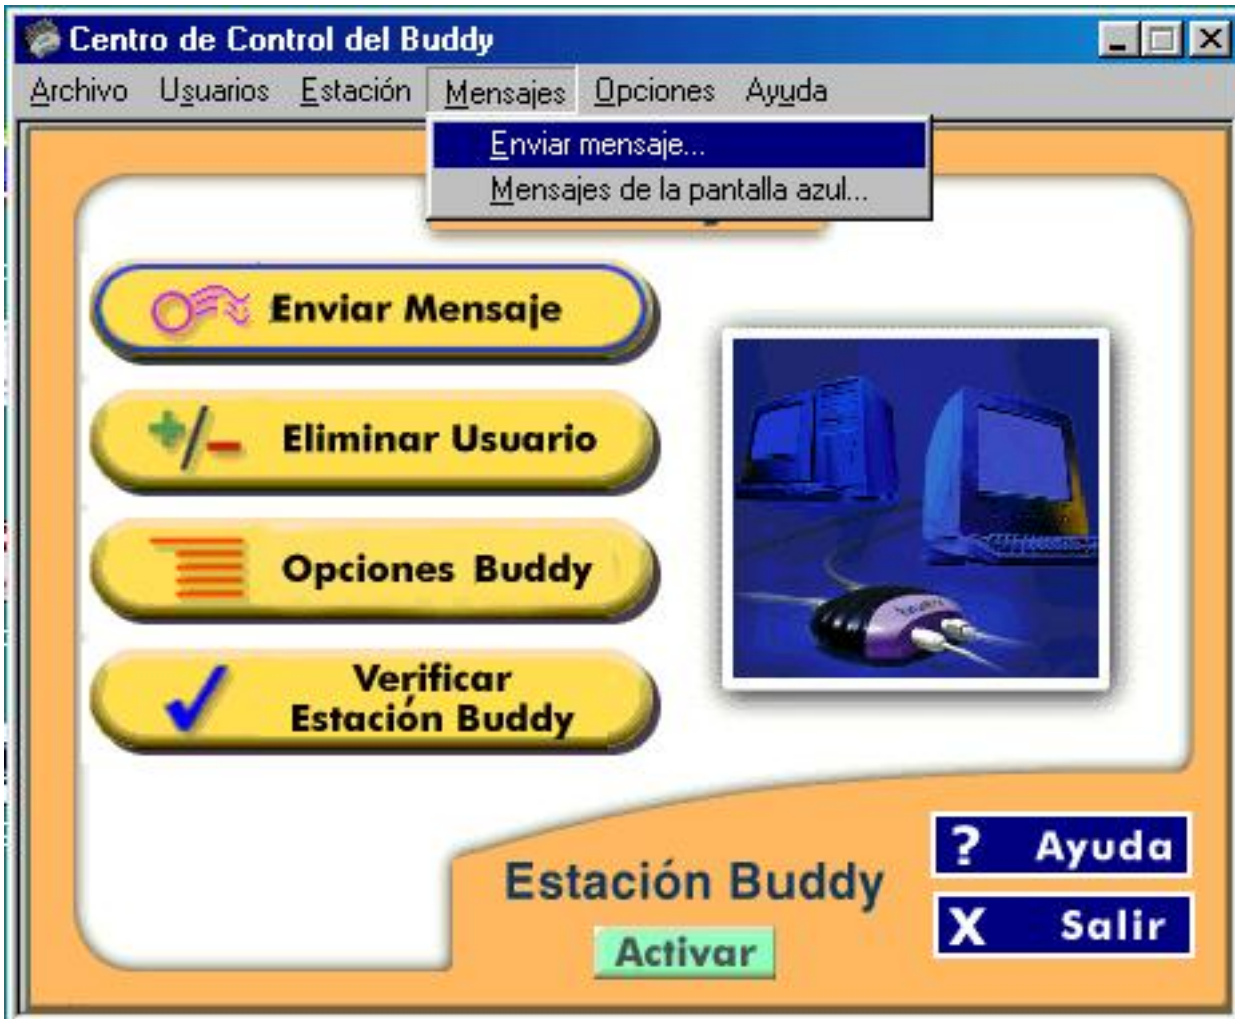 Centro de Control del Buddy
Archivo Usuarios Estación Mensajes Opciones Ayuda
Enviar mensaje...
Mensajes de la pantalla azul...
Enviar Mensaje
Eliminar Usuario
Opciones Buddy
Verificar
Estación Buddy
Estación Buddy
Activar
? Ayuda
X Salir